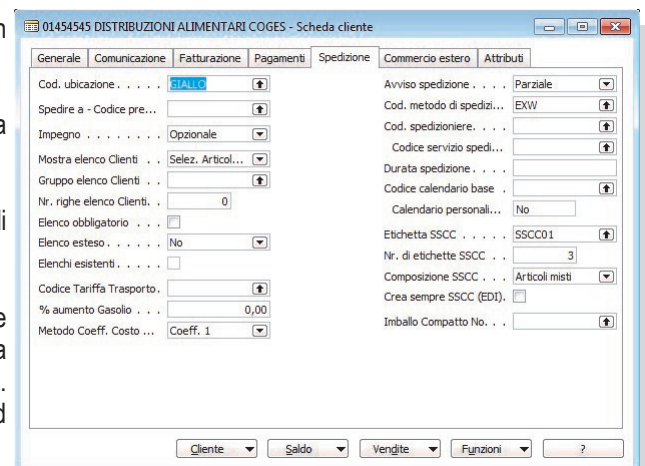 01454545 DISTRIBUZIONI ALIMENTARI COGES - Scheda cliente
Generale Comunicazione Fatturazione Pagamenti Spedizione Commercio estero Attributi
Cod. ubicazione . . . . . GIALLO
Spedire a - Codice pre...
Impegno . . . . . . . . Opzionale
Mostra elenco Clienti . . Selez. Articol...
Gruppo elenco Clienti . .
Nr. righe elenco Clienti. . 0
Elenco obbligatorio . . .
Elenco esteso . . . . . . No
Elenchi esistenti . . . . .
Codice Tariffa Trasporto.
% aumento Gasolio . . . 0,00
Metodo Coeff. Costo ... Coeff. 1
Avviso spedizione . . . . Parziale
Cod. metodo di spedizi... EXW
Cod. spedizioniere. . . .
Codice servizio spedi...
Durata spedizione . . . .
Codice calendario base .
Calendario personali... No
Etichetta SSCC . . . . . SSCC01
Nr. di etichette SSCC . . 3
Composizione SSCC . . . Articoli misti
Crea sempre SSCC (EDI).
Imballo Compatto No. . .
Cliente Saldo Vendite Funzioni ?